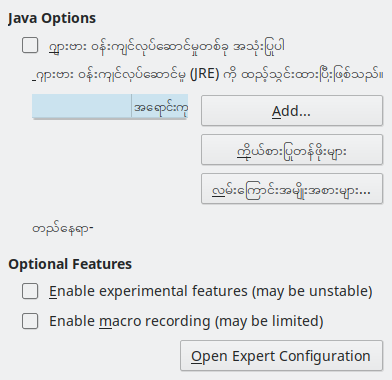 Java Options
ဂျားဗား ဝန်းကျင်လုပ်ဆောင်မှုတစ်ခု အသုံးပြုပါ
ဂျားဗား ဝန်းကျင်လုပ်ဆောင်မှု (JRE) ကို ထည့်သွင်းထားပြီးဖြစ်သည်။
အရောင်းကု
Add...
ကိုယ်စားပြုတန်ဖိုးများ
လမ်းကြောင်းအမျိုးအစားများ...
တည်နေရာ-
Optional Features
Enable experimental features (may be unstable)
Enable macro recording (may be limited)
Open Expert Configuration